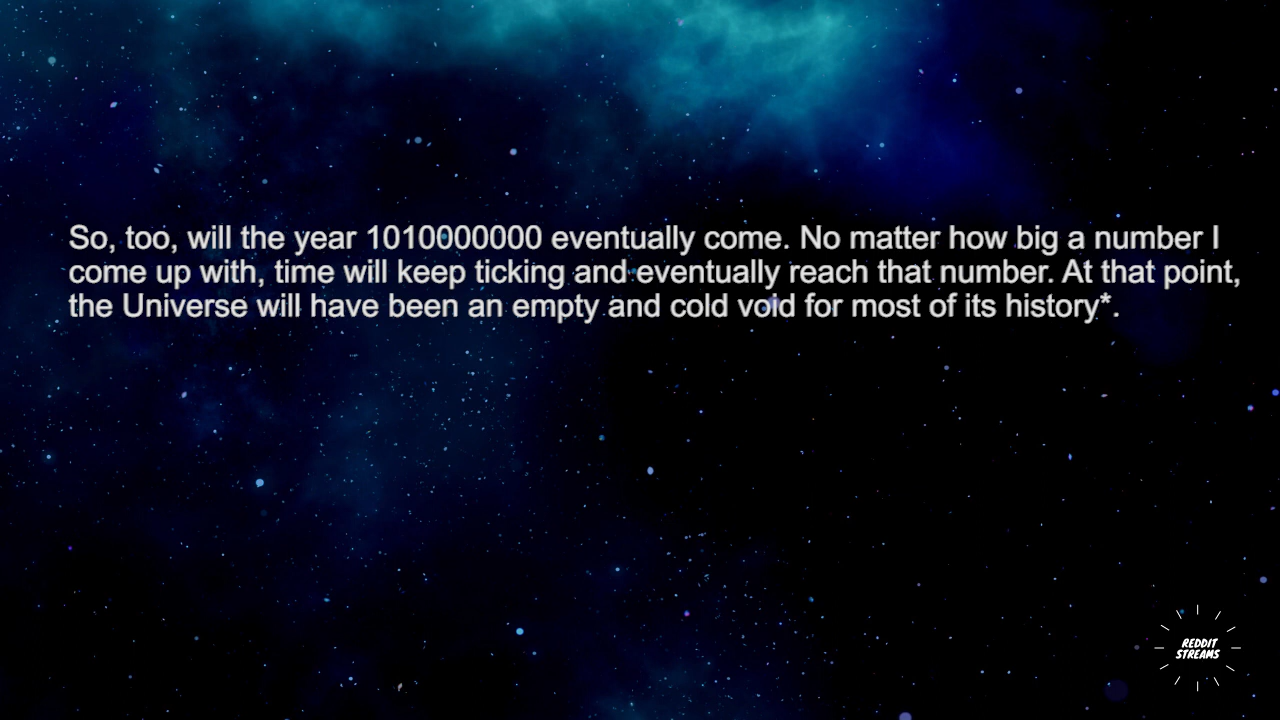 So, too, will the year 1010000000 eventually come. No matter how big a number I
come up with, time will keep ticking and eventually reach that number. At that point,
the Universe will have been an empty and cold void for most of its history*.
REDDIT
STREAMS